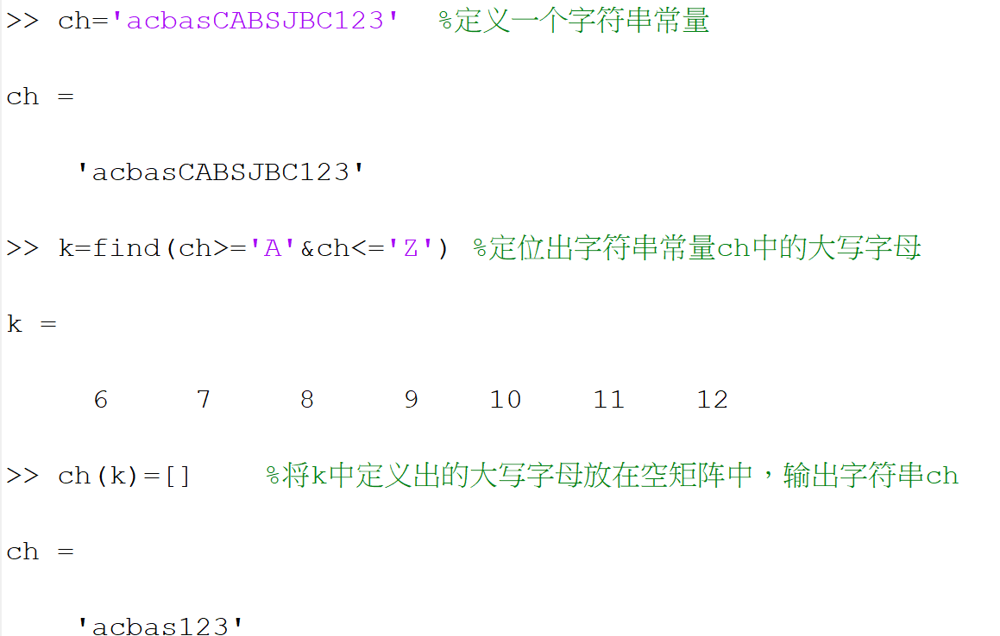 >> ch='acbasCABSJBC123'  %定义一个字符串常量
ch =
'acbasCABSJBC123'
>> k=find(ch>='A'&ch<='Z') %定位出字符串常量ch中的大写字母
k =
6 7 8 9 10 11 12
>> ch(k)=[]    %将k中定义出的大写字母放在空矩阵中，输出字符串ch
ch =
'acbas123'